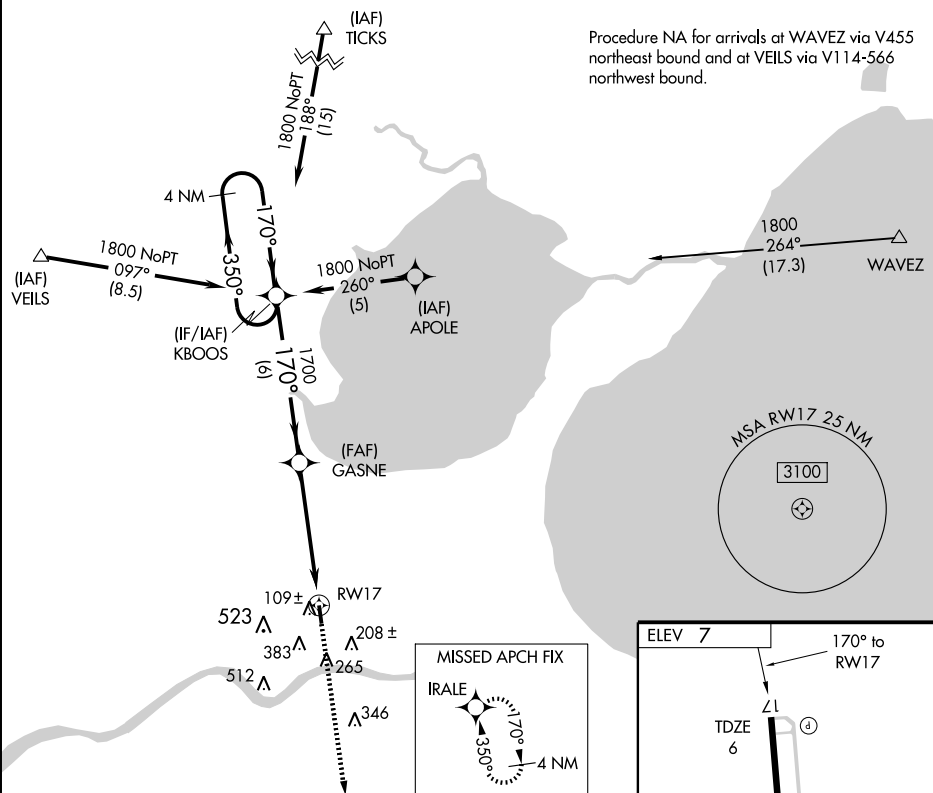 (IAF)
TICKS
Procedure NA for arrivals at WAVEZ via V455
northeast bound and at VEILS via V114-566
northwest bound.
1800 NoPT
188°
(15)
4 NM
170°
350°
1800 NoPT
097°
(8.5)
(IAF)
VEILS
1800 NoPT
260°
(5)
(IAF)
APOLE
1800
264°
(17.3)
WAVEZ
(IF/IAF)
KBOOS
1700
170°
(6)
(FAF)
GASNE
MSA RW17 25 NM
3100
RW17
109±
523
383
208±
265
512
346
MISSED APCH FIX
IRALE
170°
350°
4 NM
ELEV 7
170° to
RW17
17
TDZE
6
P